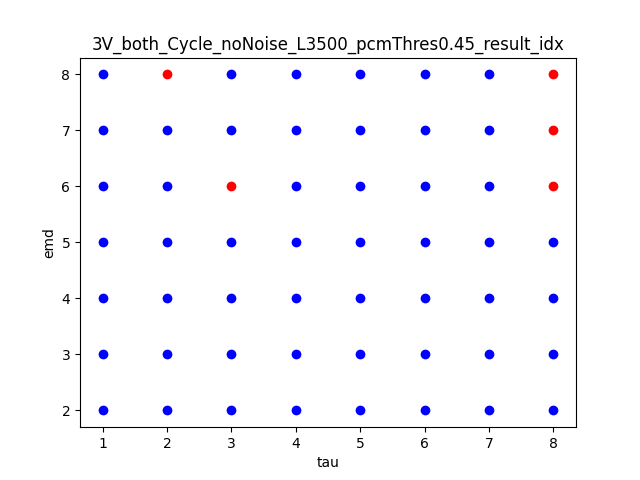 3V_both_Cycle_noNoise_L3500_pcmThres0.45_result_idx
8
7
6
5
4
3
2
emd
1 2 3 4 5 6 7 8
tau